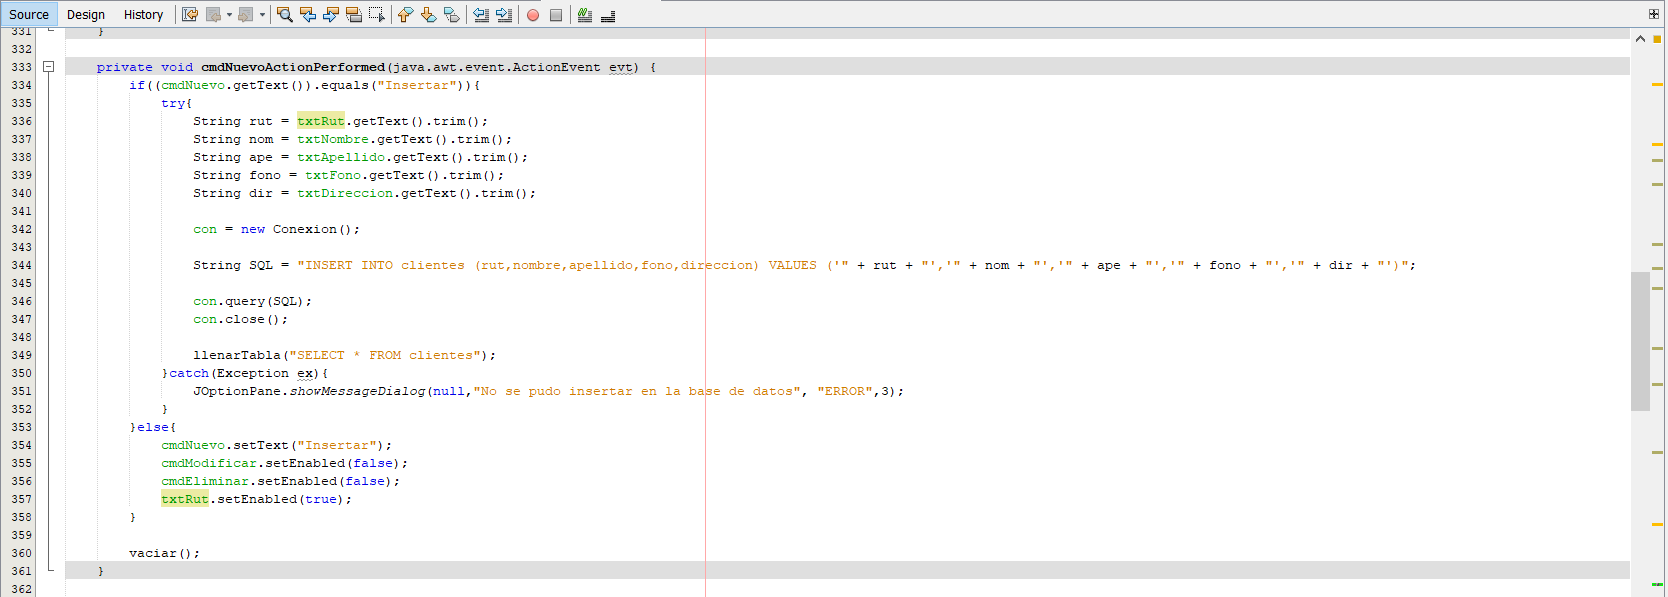 Source Design History
331 }
332
333 private void cmdNuevoActionPerformed(java.awt.event.ActionEvent evt) {
334 if((cmdNuevo.getText()).equals("Insertar")){
335 try{
336 String rut = txtRut.getText().trim();
337 String nom = txtNombre.getText().trim();
338 String ape = txtApellido.getText().trim();
339 String fono = txtFono.getText().trim();
340 String dir = txtDireccion.getText().trim();
341
342 con = new Conexion();
343
344 String SQL = "INSERT INTO clientes (rut,nombre,apellido,fono,direccion) VALUES ('" + rut + "','" + nom + "','" + ape + "','" + fono + "','" + dir + "')";
345
346 con.query(SQL);
347 con.close();
348
349 llenarTabla("SELECT * FROM clientes");
350 }catch(Exception ex){
351 JOptionPane.showMessageDialog(null,"No se pudo insertar en la base de datos", "ERROR",3);
352 }
353 }else{
354 cmdNuevo.setText("Insertar");
355 cmdModificar.setEnabled(false);
356 cmdEliminar.setEnabled(false);
357 txtRut.setEnabled(true);
358 }
359
360 vaciar();
361 }
362